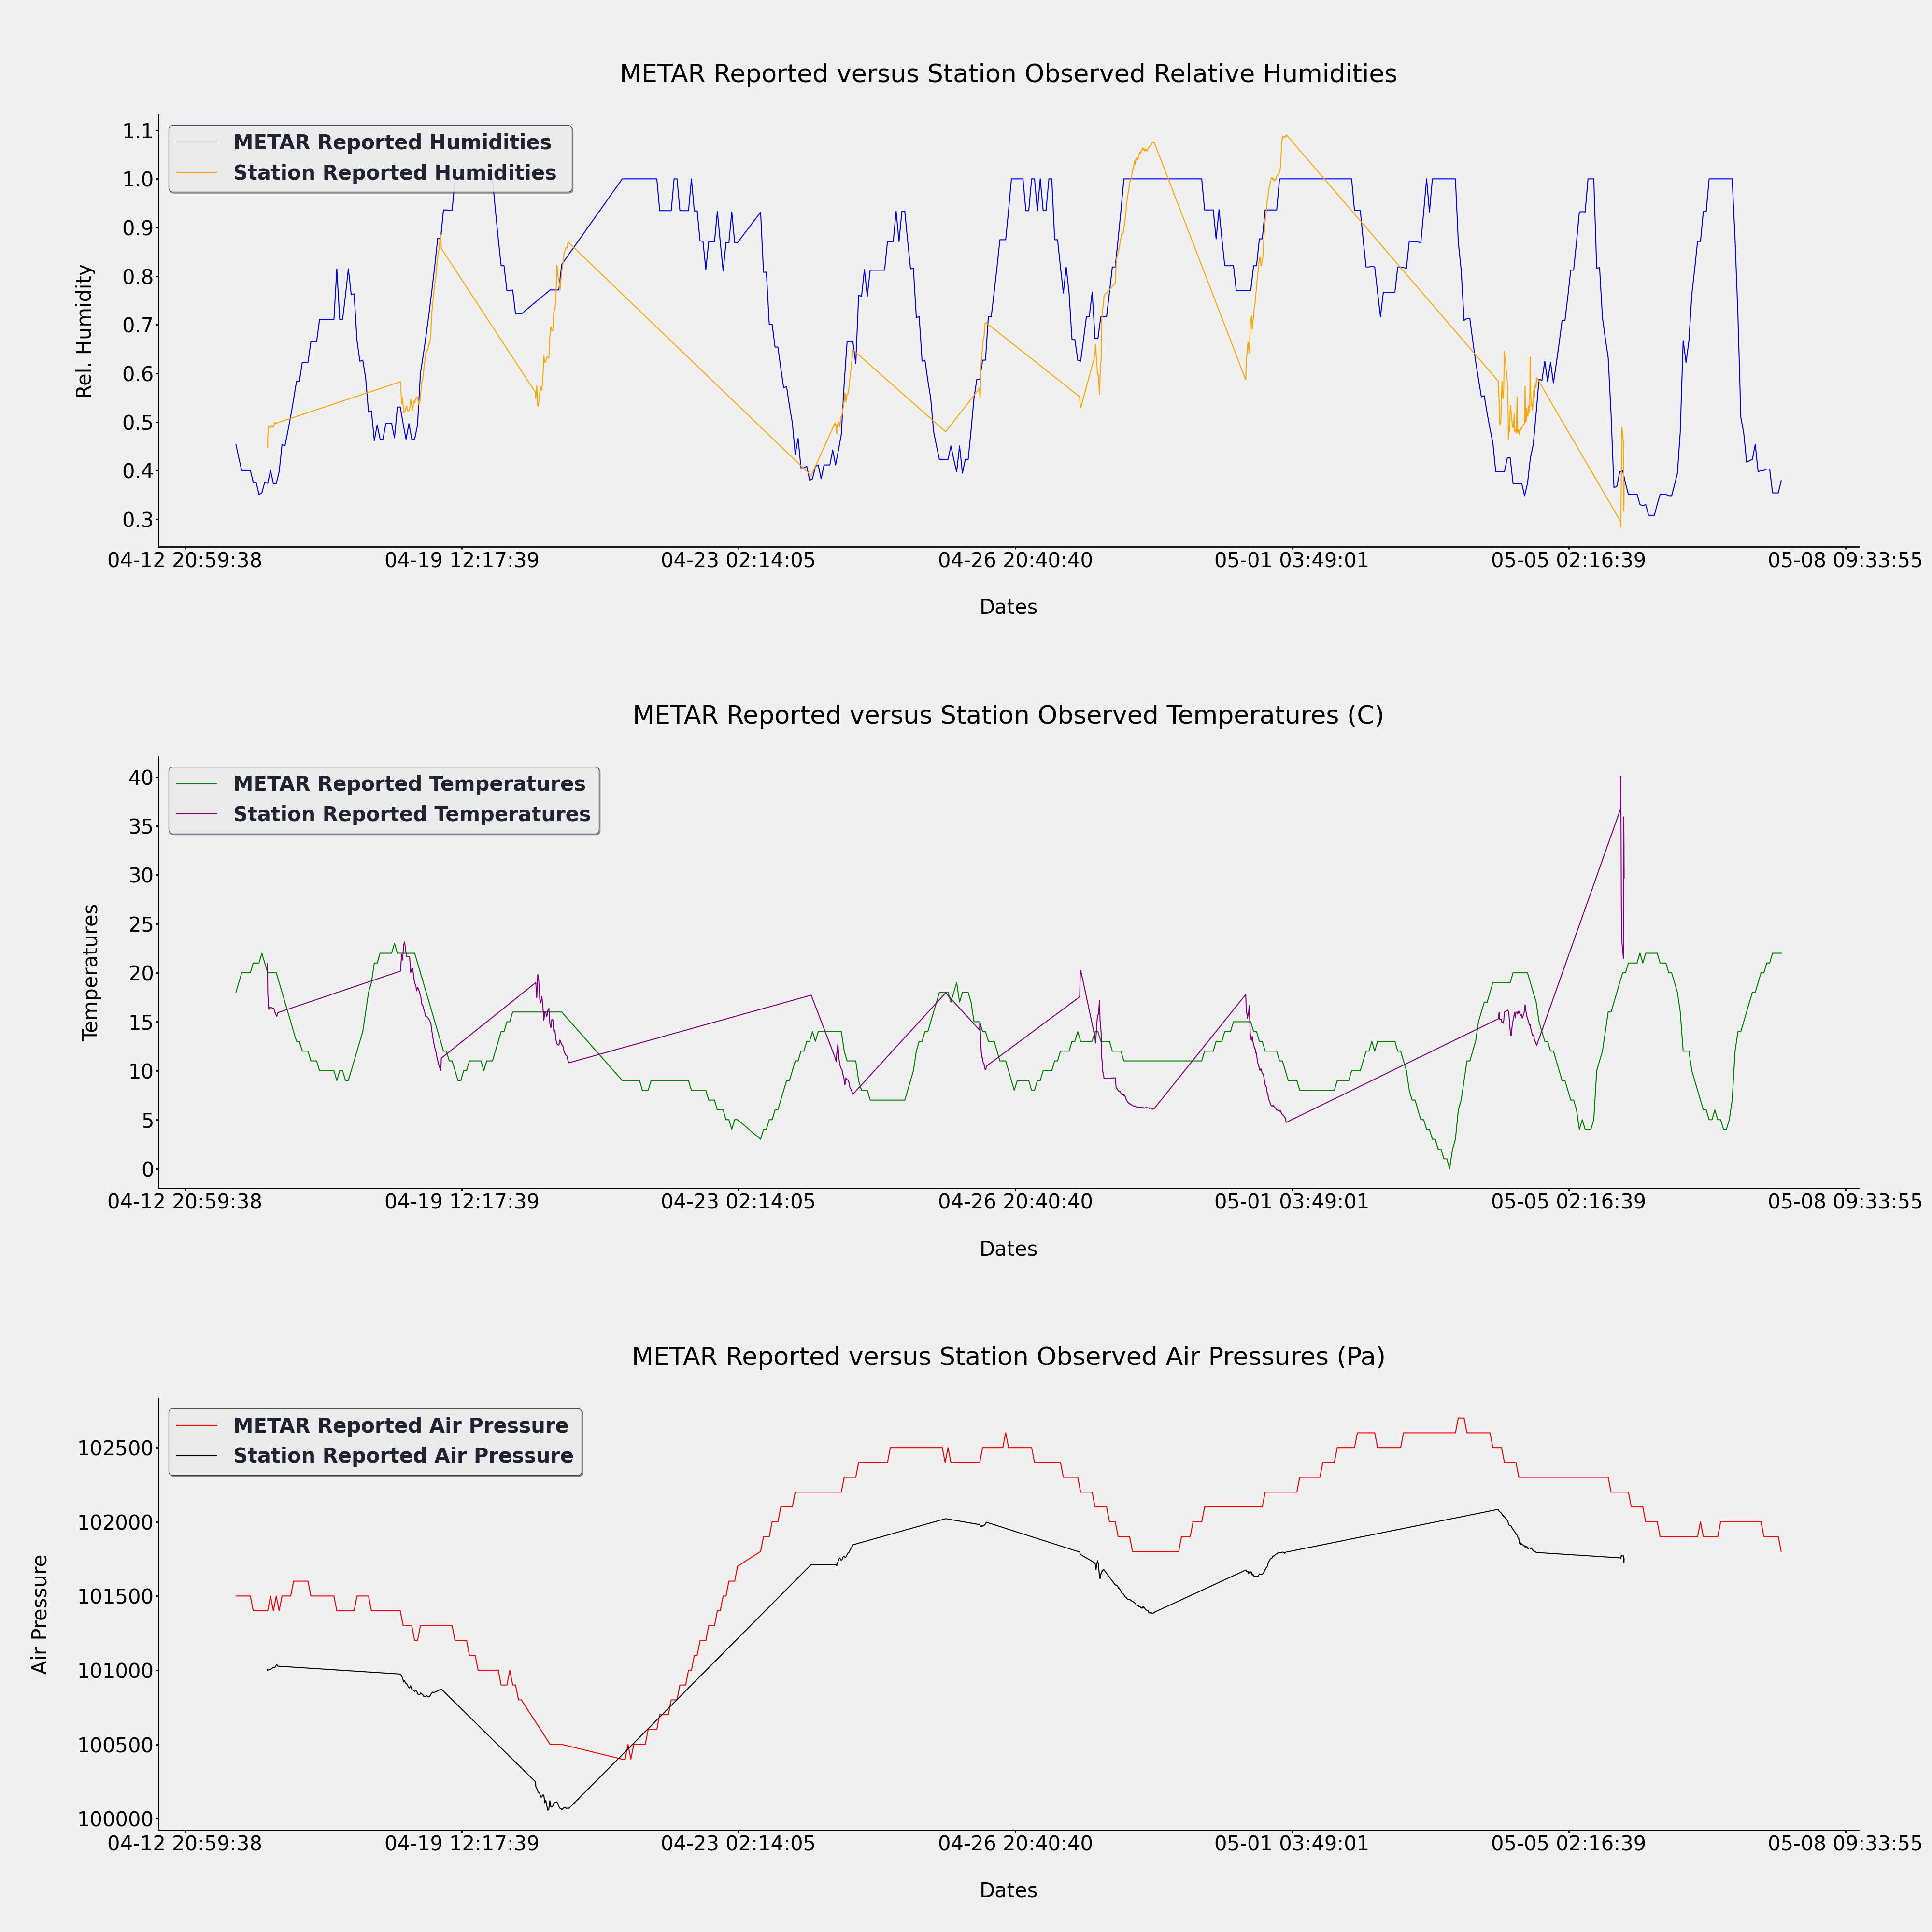 METAR Reported versus Station Observed Relative Humidities
METAR Reported Humidities
Station Reported Humidities
Rel. Humidity
1.1
1.0
0.9
0.8
0.7
0.6
0.5
0.4
0.3
04-12 20:59:38 04-19 12:17:39 04-23 02:14:05 04-26 20:40:40 05-01 03:49:01 05-05 02:16:39 05-08 09:33:55
Dates
METAR Reported versus Station Observed Temperatures (C)
METAR Reported Temperatures
Station Reported Temperatures
Temperatures
40
35
30
25
20
15
10
5
0
04-12 20:59:38 04-19 12:17:39 04-23 02:14:05 04-26 20:40:40 05-01 03:49:01 05-05 02:16:39 05-08 09:33:55
Dates
METAR Reported versus Station Observed Air Pressures (Pa)
METAR Reported Air Pressure
Station Reported Air Pressure
Air Pressure
102500
102000
101500
101000
100500
100000
04-12 20:59:38 04-19 12:17:39 04-23 02:14:05 04-26 20:40:40 05-01 03:49:01 05-05 02:16:39 05-08 09:33:55
Dates